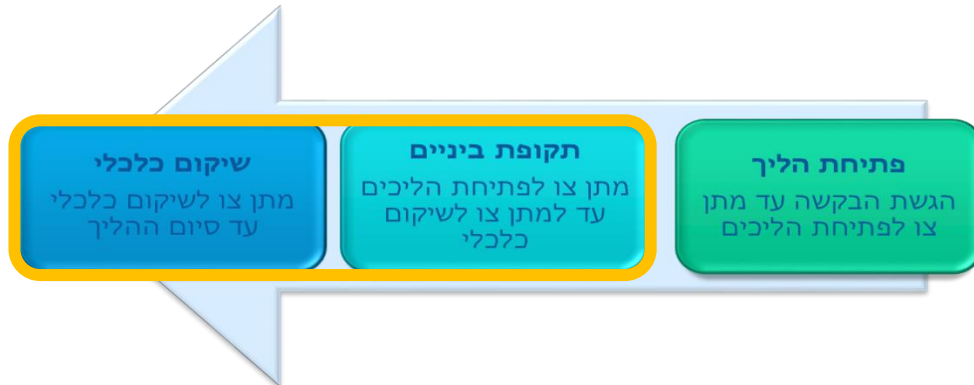 פתיחת הליך
הגשת הבקשה עד מתן
צו לפתיחת הליכים
תקופת ביניים
מתן צו לפתיחת הליכים
עד למתן צו לשיקום
כלכלי
שיקום כלכלי
מתן צו לשיקום כלכלי
עד סיום ההליך